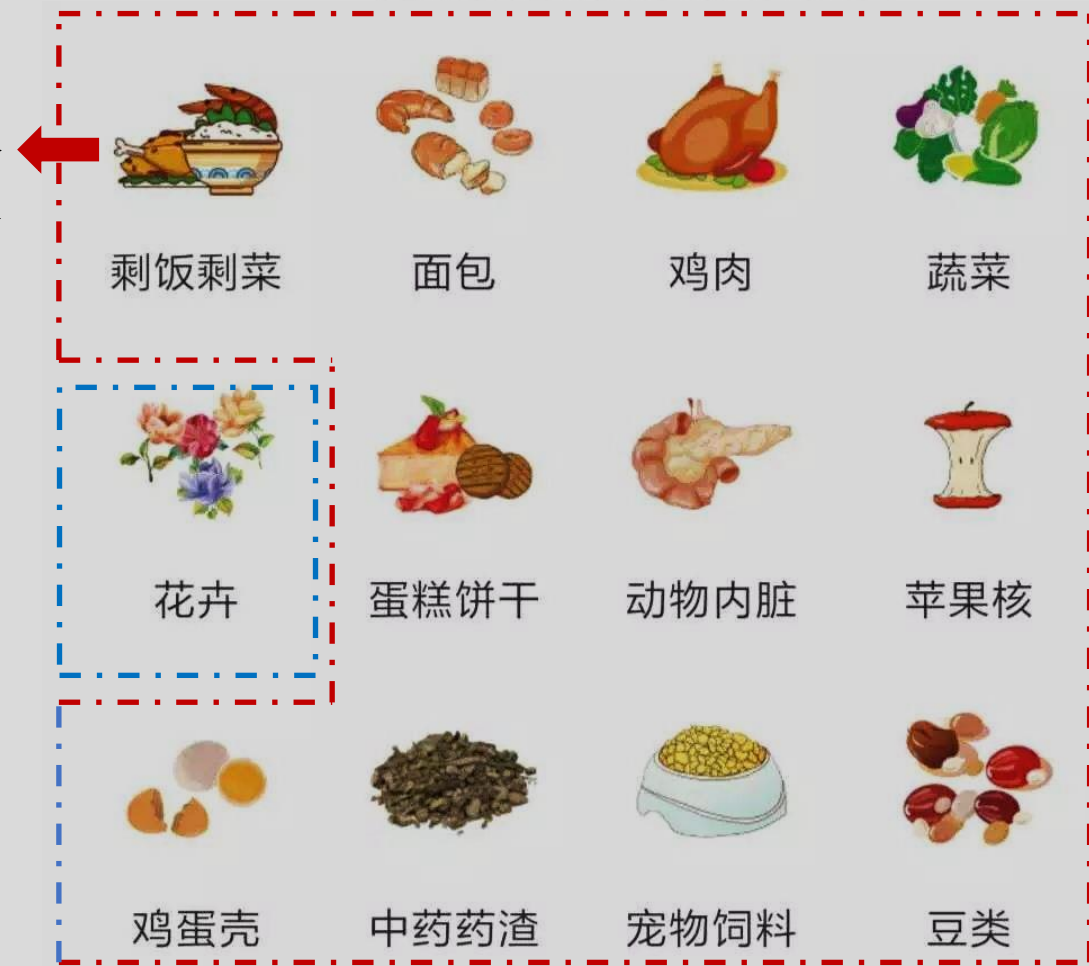 剩饭剩菜 面包 鸡肉 蔬菜
花卉 蛋糕饼干 动物内脏 苹果核
鸡蛋壳 中药药渣 宠物饲料 豆类